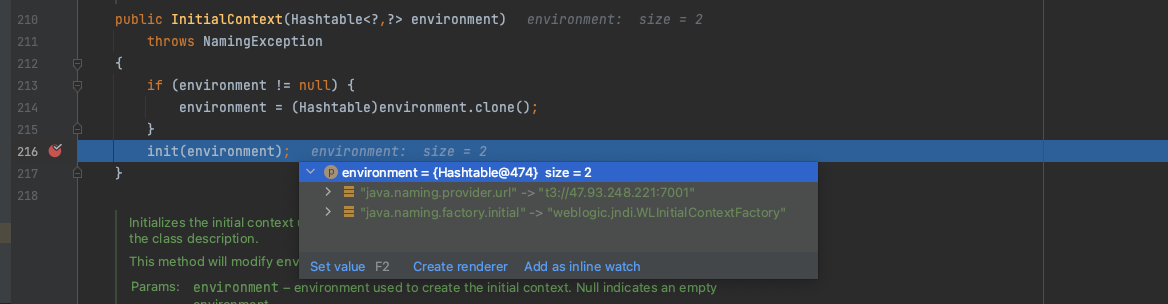 210 public InitialContext(Hashtable<?,?> environment) environment: size = 2
211 throws NamingException
212 {
213 if (environment != null) {
214 environment = (Hashtable)environment.clone();
215 }
216 init(environment); environment: size = 2
217 }
p environment = {Hashtable@474} size = 2
218
"java.naming.provider.url" -> "t3://47.93.248.221:7001"
"java.naming.factory.initial" -> "weblogic.jndi.WLInitialContextFactory"
Initializes the initial context
the class description.
This method will modify env
Set value F2 Create renderer Add as inline watch
Params: environment – environment used to create the initial context. Null indicates an empty
environment